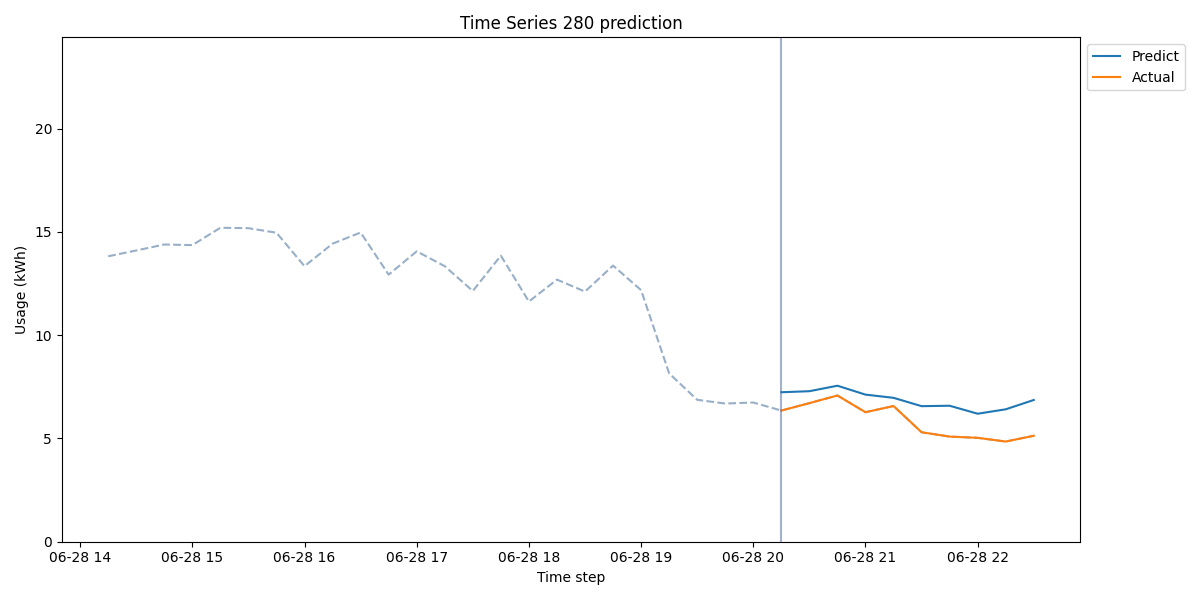 Time Series 280 prediction
Predict
Actual
Usage (kWh)
20
15
10
5
0
06-28 14 06-28 15 06-28 16 06-28 17 06-28 18 06-28 19 06-28 20 06-28 21 06-28 22
Time step